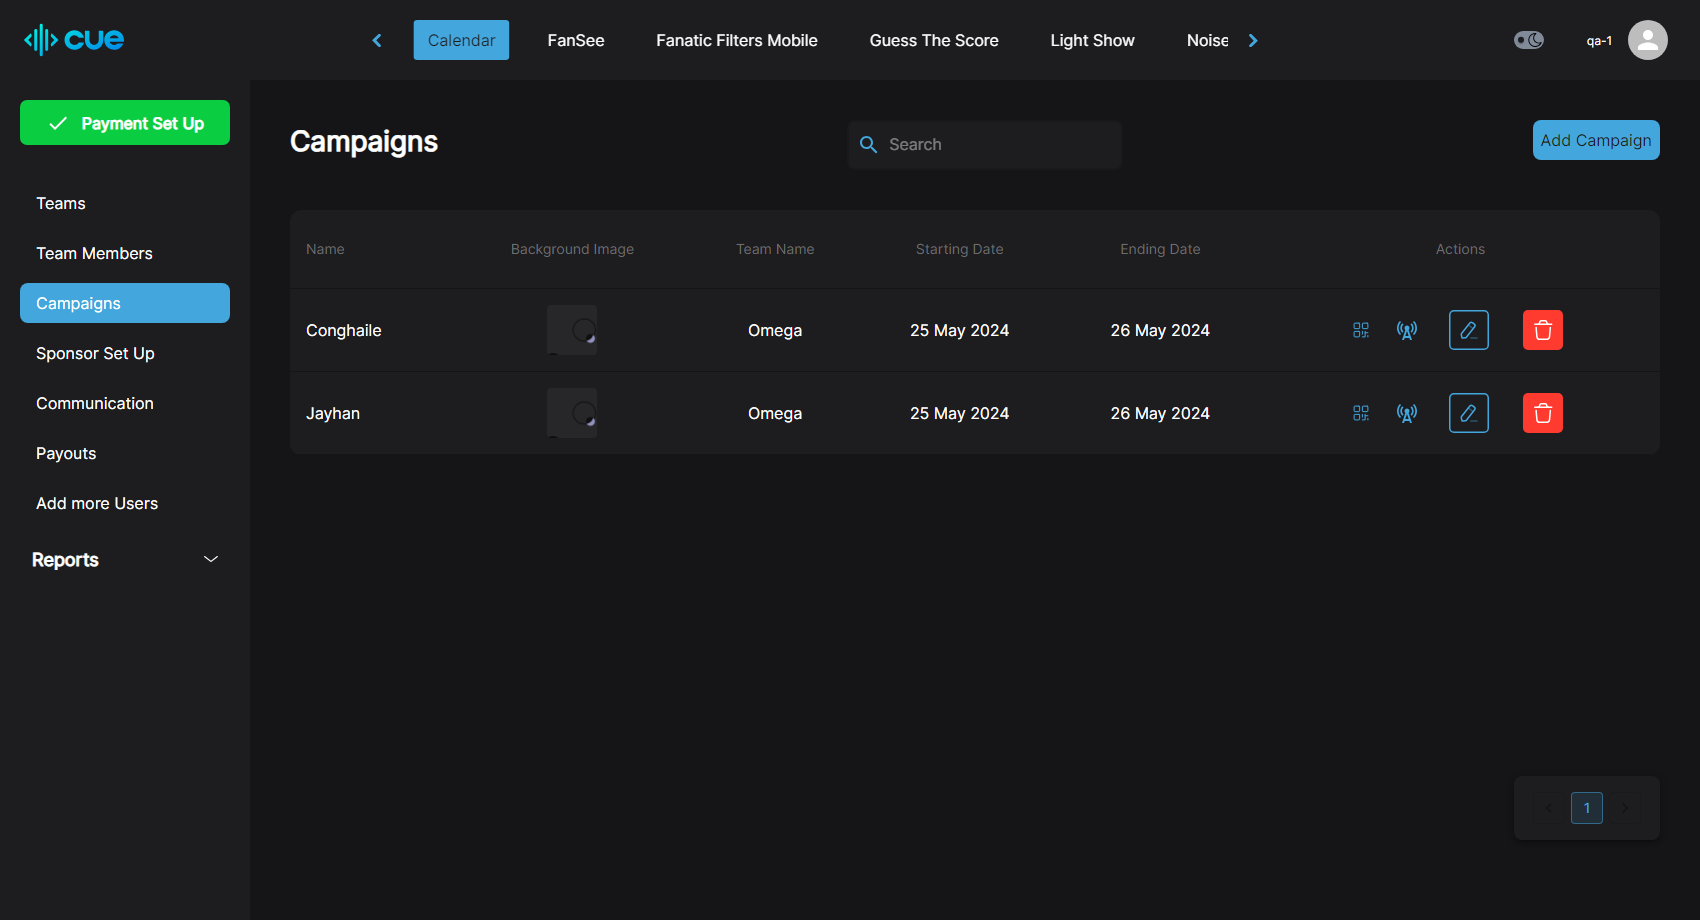 cue
Calendar
FanSee
Fanatic Filters Mobile
Guess The Score
Light Show
Noise
qa-1
Payment Set Up
Teams
Team Members
Campaigns
Sponsor Set Up
Communication
Payouts
Add more Users
Reports
Campaigns
Search
Add Campaign
Name Background Image Team Name Starting Date Ending Date Actions
Conghaile Omega 25 May 2024 26 May 2024
Jayhan Omega 25 May 2024 26 May 2024
1